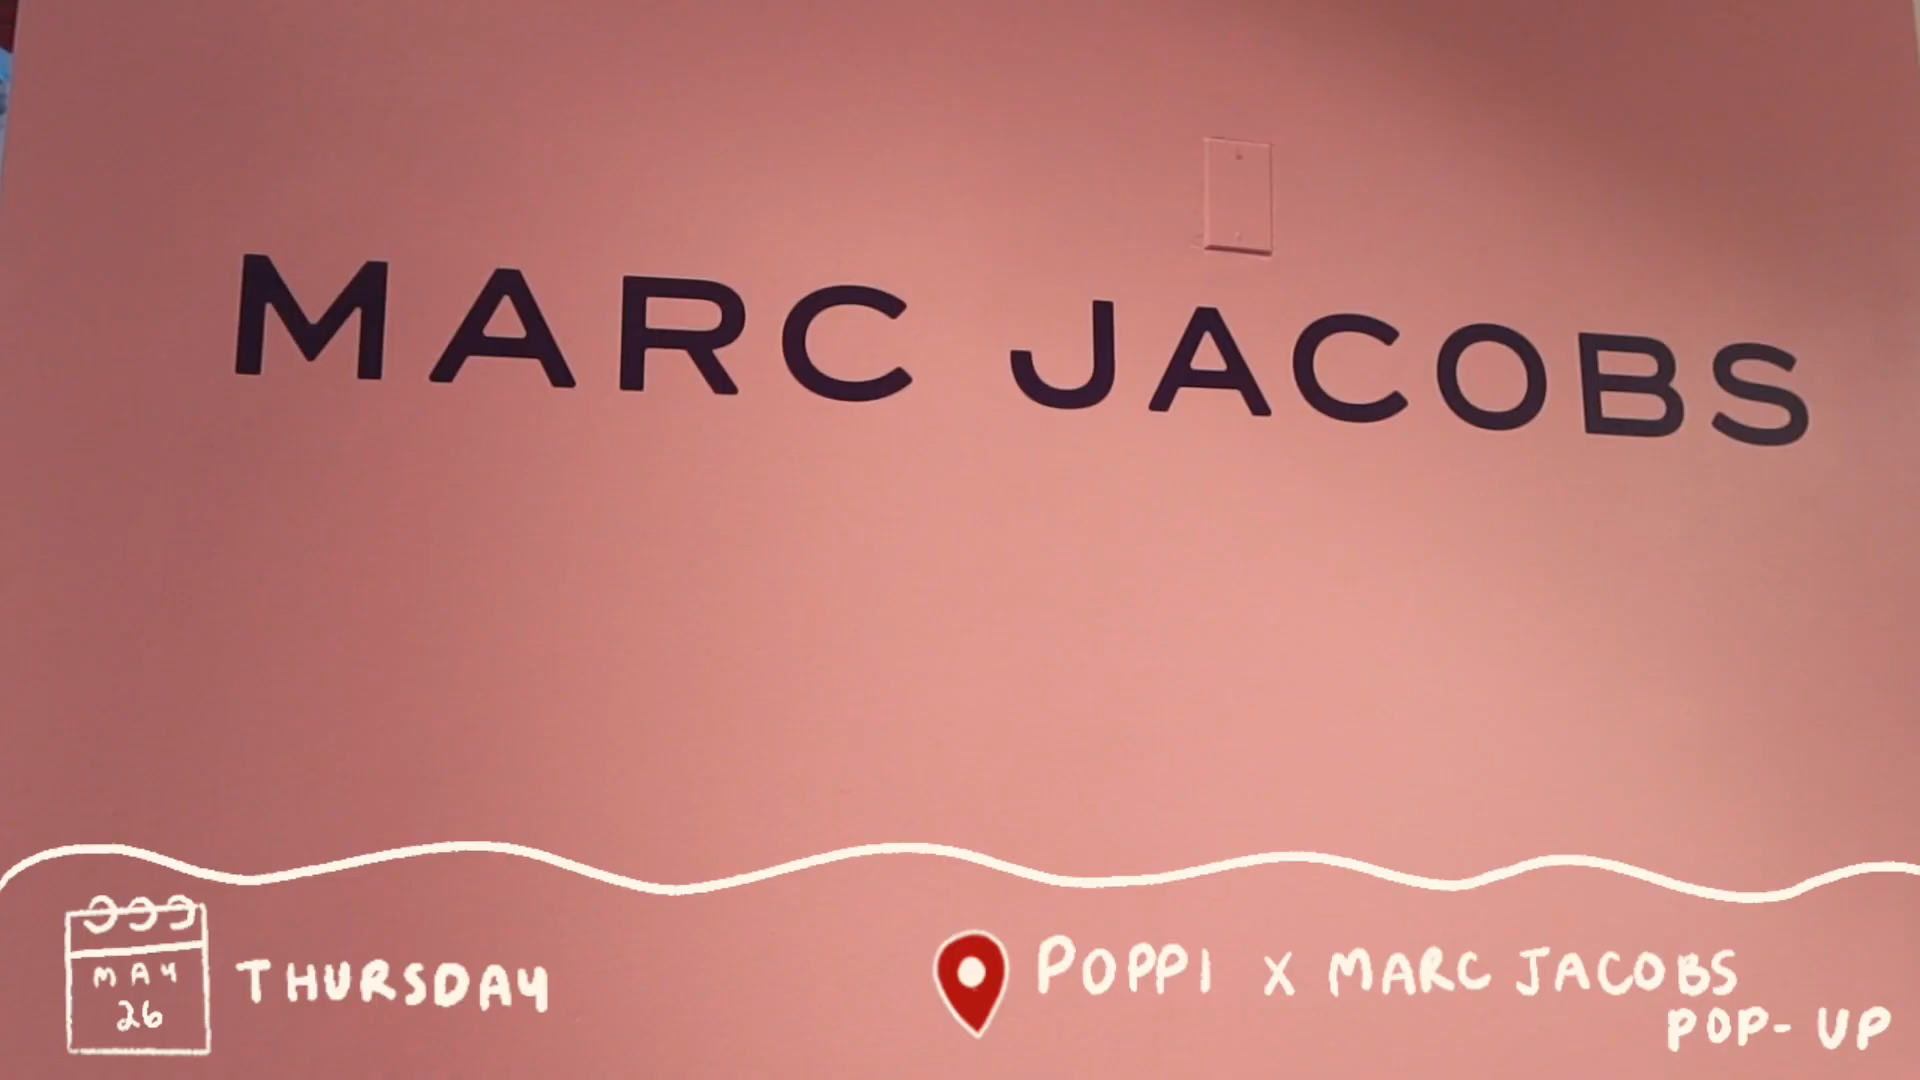 MARC JACOBS
MAY
26
THURSDAY
POPPI X MARC JACOBS
POP-UP